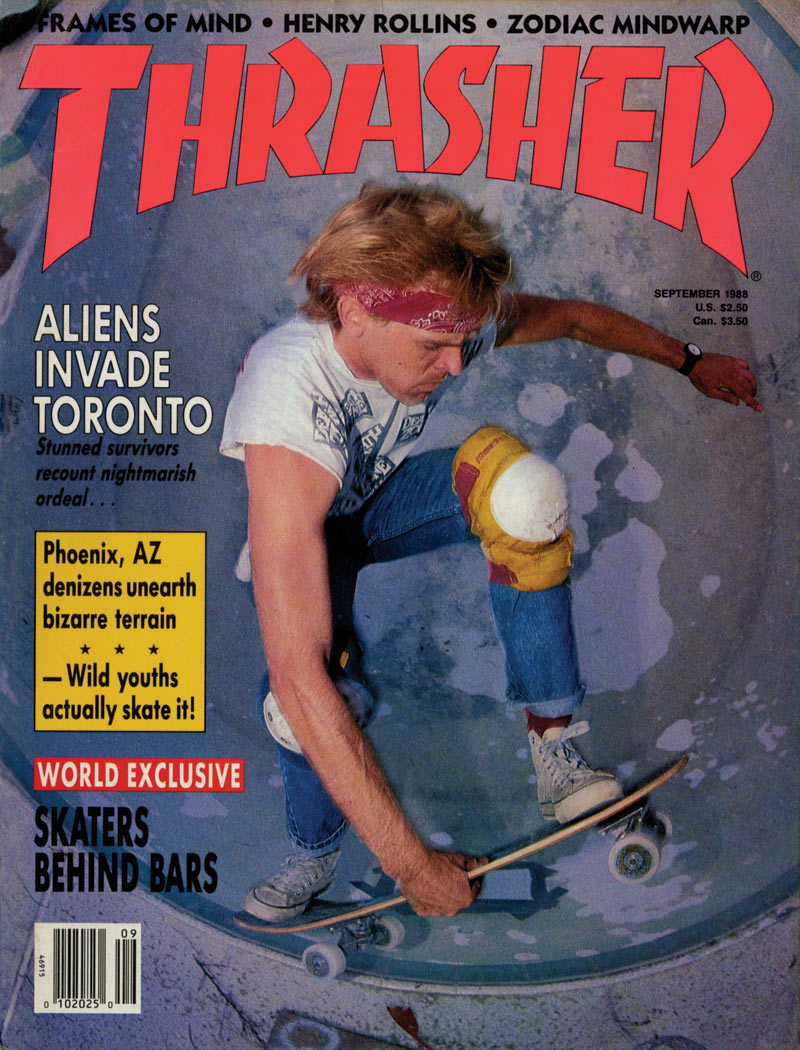 FRAMES OF MIND • HENRY ROLLINS • ZODIAC MINDWARP
THRASHER®
SEPTEMBER 1988
U.S. $2.50
Can. $3.50
ALIENS
INVADE
TORONTO
Stunned survivors
recount nightmarish
ordeal . . .
Phoenix, AZ
denizens unearth
bizarre terrain
★ ★ ★
— Wild youths
actually skate it!
WORLD EXCLUSIVE
SKATERS
BEHIND BARS
09
46915
0 102025 0